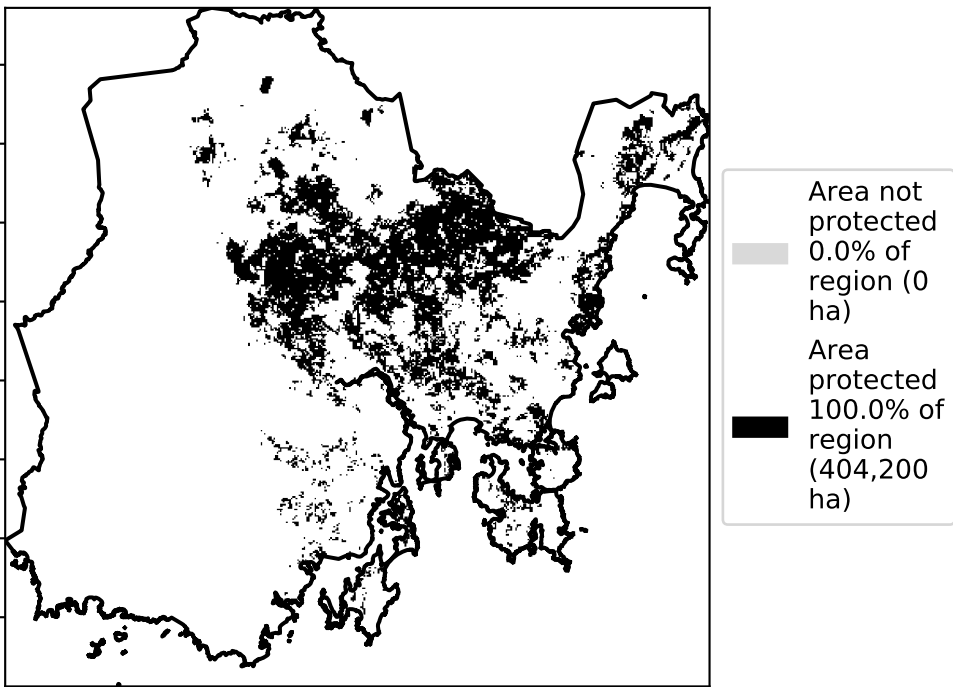 Area not
protected
0.0% of
region (0
ha)
Area
protected
100.0% of
region
(404,200
ha)